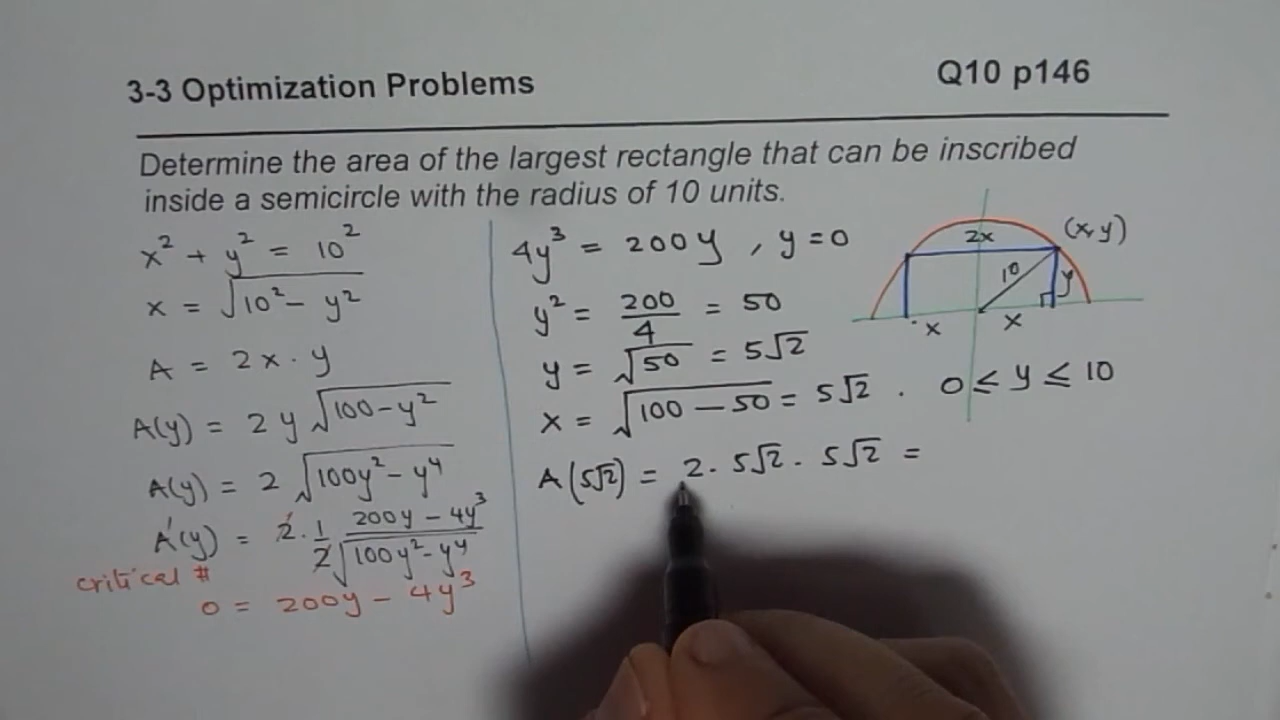 3-3 Optimization Problems
Q10 p146
Determine the area of the largest rectangle that can be inscribed
inside a semicircle with the radius of 10 units.
x² + y² = 10²
x = √(10² − y²)
A = 2x · y
A(y) = 2y √(100 − y²)
A(y) = 2 √(100y² − y⁴)
A'(y) = 2 · 1/2 (200y − 4y³)/√(100y² − y⁴)
critical #
0 = 200y − 4y³
4y³ = 200y , y = 0
y² = 200/4 = 50
y = √50 = 5√2
x = √(100 − 50) = 5√2 .
A(5√2) = 2 · 5√2 · 5√2 =
(x,y)
2x
10
y
x
x
0 ≤ y ≤ 10